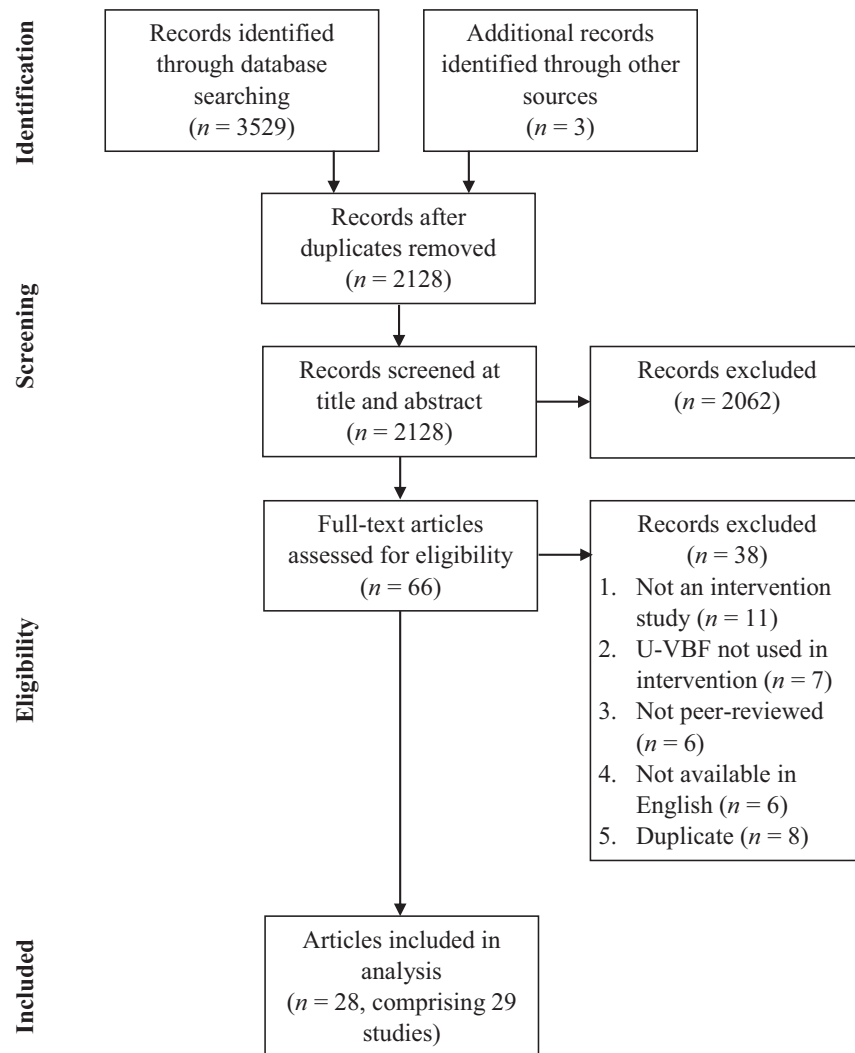 Identification
Records identified
through database
searching
(n = 3529)
Additional records
identified through other
sources
(n = 3)
Records after
duplicates removed
(n = 2128)
Screening
Records screened at
title and abstract
(n = 2128)
Records excluded
(n = 2062)
Eligibility
Full-text articles
assessed for eligibility
(n = 66)
Records excluded
(n = 38)
1. Not an intervention
study (n = 11)
2. U-VBF not used in
intervention (n = 7)
3. Not peer-reviewed
(n = 6)
4. Not available in
English (n = 6)
5. Duplicate (n = 8)
Included
Articles included in
analysis
(n = 28, comprising 29
studies)